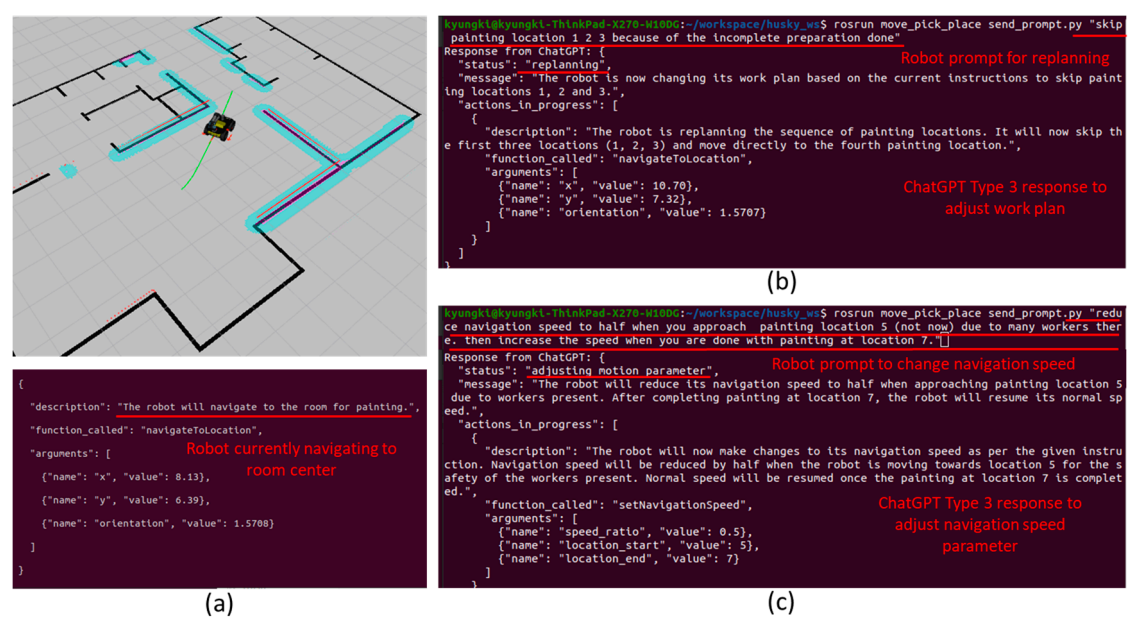 {
"description": "The robot will navigate to the room for painting.",
"function_called": "navigateToLocation",
Robot currently navigating to
room center
"arguments": [
{"name": "x", "value": 8.13},
{"name": "y", "value": 6.39},
{"name": "orientation", "value": 1.5708}
]
}
(a)
kyungki@kyungki-ThinkPad-X270-W10DG:~/workspace/husky_ws$ rosrun move_pick_place send_prompt.py "skip
painting location 1 2 3 because of the incomplete preparation done"
Robot prompt for replanning
Response from ChatGPT: {
"status": "replanning",
"message": "The robot is now changing its work plan based on the current instructions to skip paint
ing locations 1, 2 and 3.",
"actions_in_progress": [
{
"description": "The robot is replanning the sequence of painting locations. It will now skip th
e first three locations (1, 2, 3) and move directly to the fourth painting location.",
"function_called": "navigateToLocation",
"arguments": [
{"name": "x", "value": 10.70},
{"name": "y", "value": 7.32},
{"name": "orientation", "value": 1.5707}
]
}
]
}
ChatGPT Type 3 response to
adjust work plan
(b)
kyungki@kyungki-ThinkPad-X270-W10DG:~/workspace/husky_ws$ rosrun move_pick_place send_prompt.py "redu
ce navigation speed to half when you approach  painting location 5 (not now) due to many workers ther
e. then increase the speed when you are done with painting at location 7."
Robot prompt to change navigation speed
Response from ChatGPT: {
"status": "adjusting motion parameter",
"message": "The robot will reduce its navigation speed to half when approaching painting location 5
due to workers present. After completing painting at location 7, the robot will resume its normal sp
eed.",
"actions_in_progress": [
{
"description": "The robot will now make changes to its navigation speed as per the given instru
ction. Navigation speed will be reduced by half when the robot is moving towards location 5 for the s
afety of the workers present. Normal speed will be resumed once the painting at location 7 is complet
ed.",
"function_called": "setNavigationSpeed",
"arguments": [
{"name": "speed_ratio", "value": 0.5},
{"name": "location_start", "value": 5},
{"name": "location_end", "value": 7}
]
}
ChatGPT Type 3 response to
adjust navigation speed
parameter
(c)